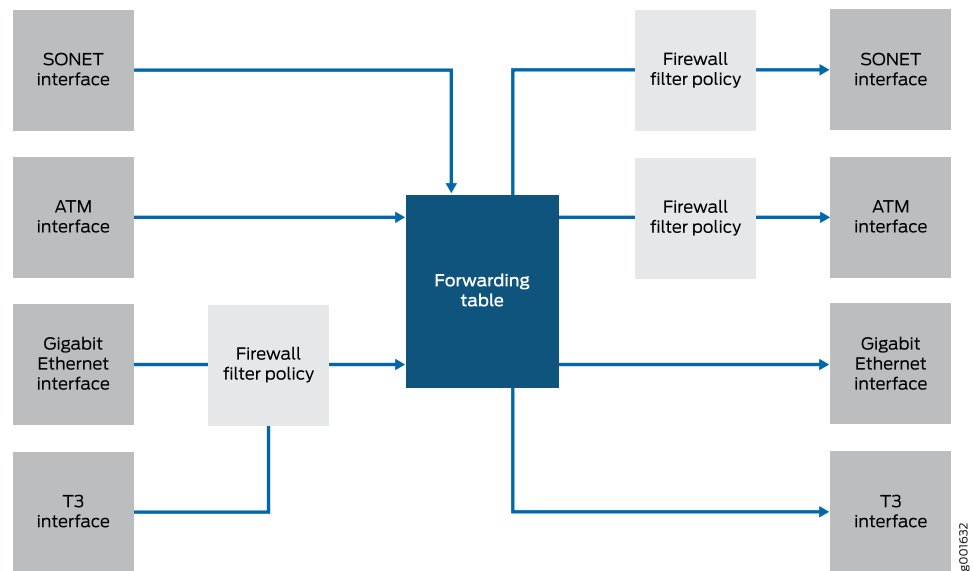 SONET
interface
Firewall
filter policy
SONET
interface
ATM
interface
Firewall
filter policy
ATM
interface
Forwarding
table
Gigabit
Ethernet
interface
Firewall
filter policy
Gigabit
Ethernet
interface
T3
interface
T3
interface
g001632